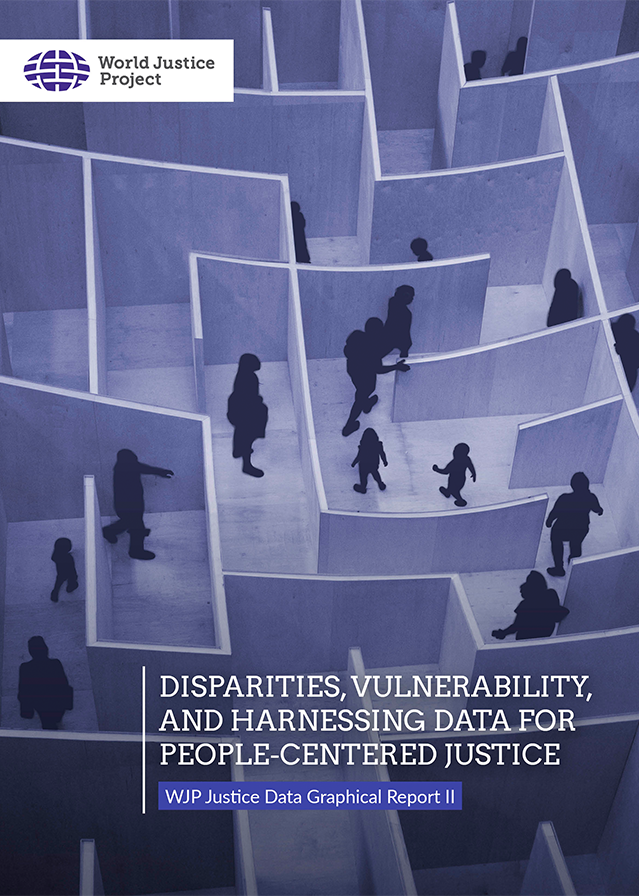 World Justice
Project
DISPARITIES, VULNERABILITY,
AND HARNESSING DATA FOR
PEOPLE-CENTERED JUSTICE
WJP Justice Data Graphical Report II